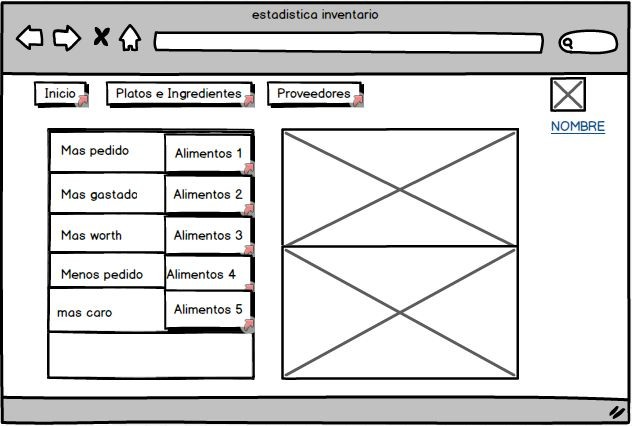 estadistica inventario
Inicio
Platos e Ingredientes
Proveedores
NOMBRE
Mas pedido
Alimentos 1
Mas gastado
Alimentos 2
Mas worth
Alimentos 3
Menos pedido
Alimentos 4
mas caro
Alimentos 5